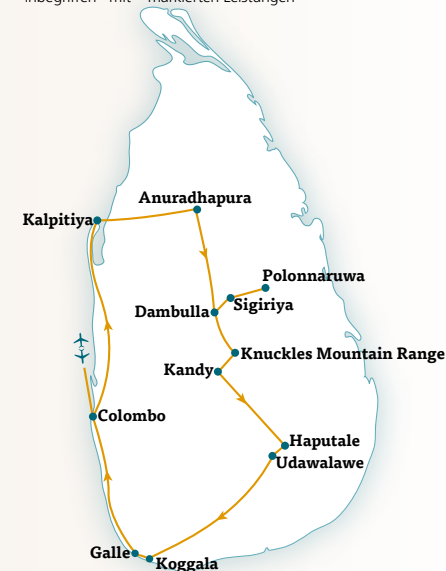 Anuradhapura
Kalpitiya
Polonnaruwa
Sigiriya
Dambulla
Knuckles Mountain Range
Kandy
Colombo
Haputale
Udawalawe
Galle
Koggala